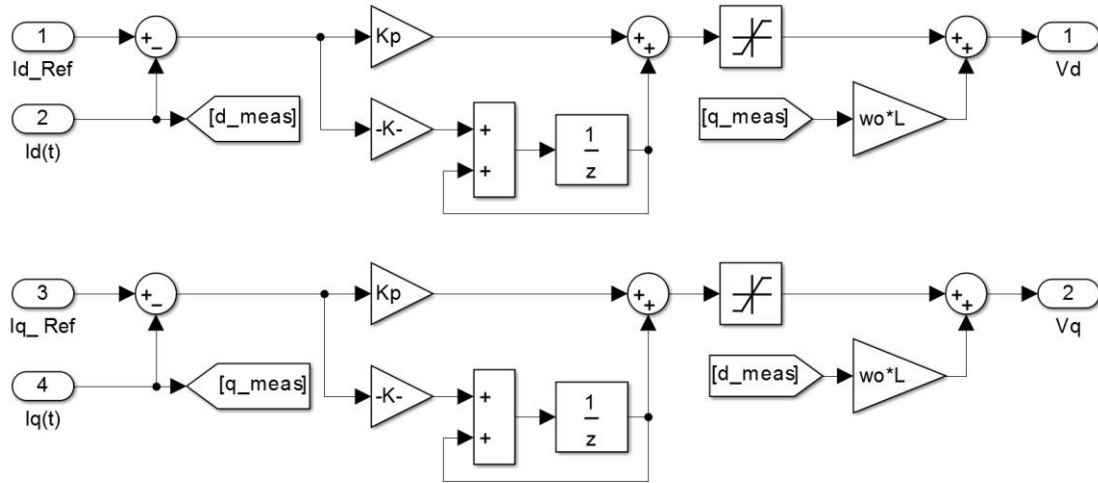 1
Id_Ref
+
−
Kp
+
+
+
+
1
Vd
2
Id(t)
[d_meas]
-K-
+
+
1
z
[q_meas]
wo*L
3
Iq_ Ref
+
−
Kp
+
+
+
+
2
Vq
4
Iq(t)
[q_meas]
-K-
+
+
1
z
[d_meas]
wo*L